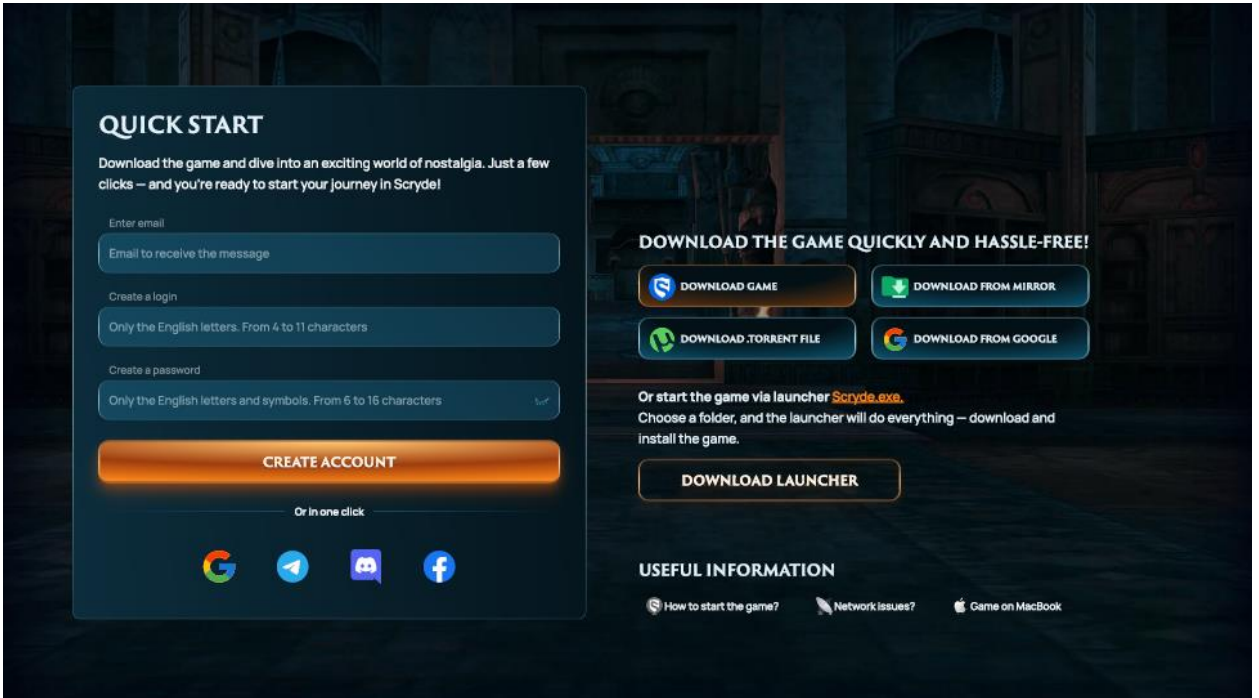 QUICK START
Download the game and dive into an exciting world of nostalgia. Just a few
clicks — and you're ready to start your journey in Scryde!
Enter email
Email to receive the message
Create a login
Only the English letters. From 4 to 11 characters
Create a password
Only the English letters and symbols. From 6 to 16 characters
CREATE ACCOUNT
Or in one click
DOWNLOAD THE GAME QUICKLY AND HASSLE-FREE!
DOWNLOAD GAME
DOWNLOAD FROM MIRROR
DOWNLOAD .TORRENT FILE
DOWNLOAD FROM GOOGLE
Or start the game via launcher Scryde.exe.
Choose a folder, and the launcher will do everything — download and
install the game.
DOWNLOAD LAUNCHER
USEFUL INFORMATION
How to start the game?
Network issues?
Game on MacBook